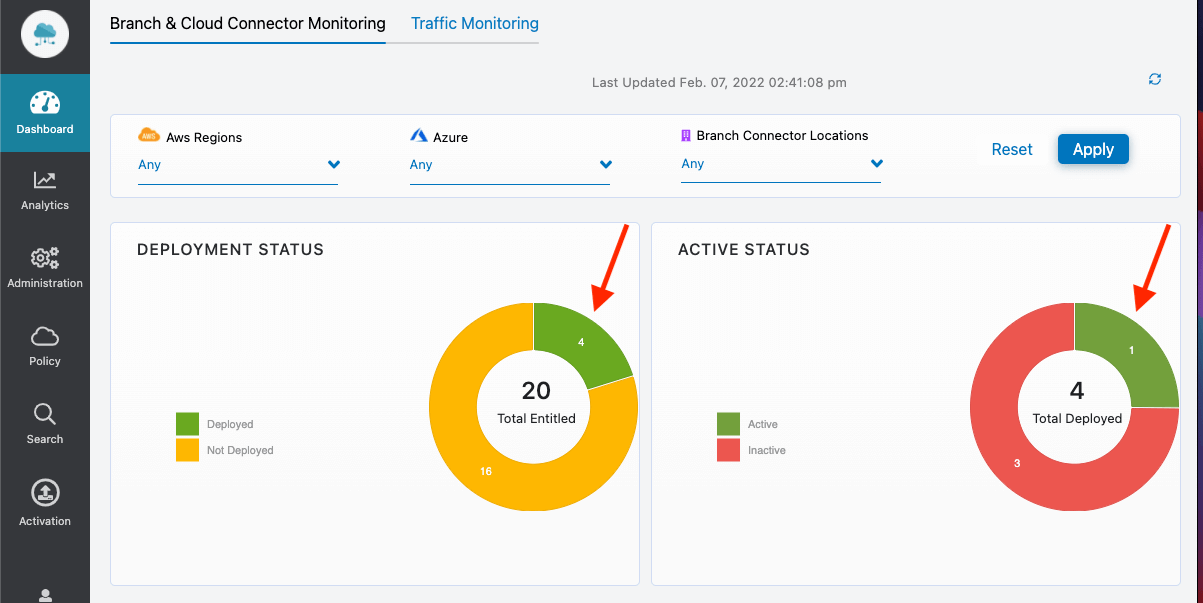 Branch & Cloud Connector Monitoring
Traffic Monitoring
Last Updated Feb. 07, 2022 02:41:08 pm
Dashboard
Analytics
Administration
Policy
Search
Activation
AWS
Aws Regions
Any
Azure
Any
Branch Connector Locations
Any
Reset
Apply
DEPLOYMENT STATUS
4
20
Total Entitled
16
Deployed
Not Deployed
ACTIVE STATUS
1
4
Total Deployed
3
Active
Inactive